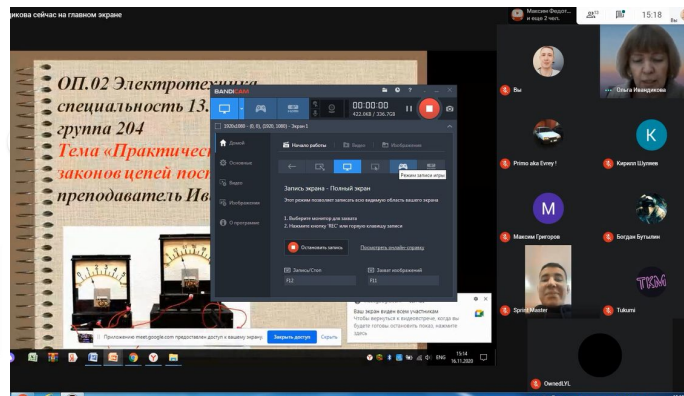 дикова сейчас на главном экране
Максим Федот...
и еще 2 чел.
15:18
Вы
ОП.02 Электротехника
специальность 13.
группа 204
Тема «Практичес
законов цепей пос
преподаватель Ив
BANDICAM
00:00:00
422,6KB / 336,7GB
1920x1080 - (0, 0), (1920, 1080) - Экран 1
Домой
Основные
Видео
Изображение
О программе
Начало работы
Видео
Изображение
Режим записи игры
Запись экрана - Полный экран
Этот режим позволяет записать всю видимую область вашего экрана
1. Выберите монитор для захвата
2. Нажмите кнопку 'REC' или горячую клавишу записи
Остановить запись
Посмотреть онлайн-справку
Запись/Стоп
Захват изображений
F12
F11
Ваш экран виден всем участникам
Чтобы вернуться к видеовстрече, когда вы
будете готовы остановить показ, нажмите
здесь
Приложение meet.google.com предоставлен доступ к вашему экрану.
Закрыть доступ
Скрыть
ENG
15:14
16.11.2020
Вы
Ольга Ивандикова
Primo aka Evrey !
К
Кирилл Шуляев
М
Максим Григоров
Богдан Бутылин
Sprint Master
TKM
Tukumi
OwnedLYL